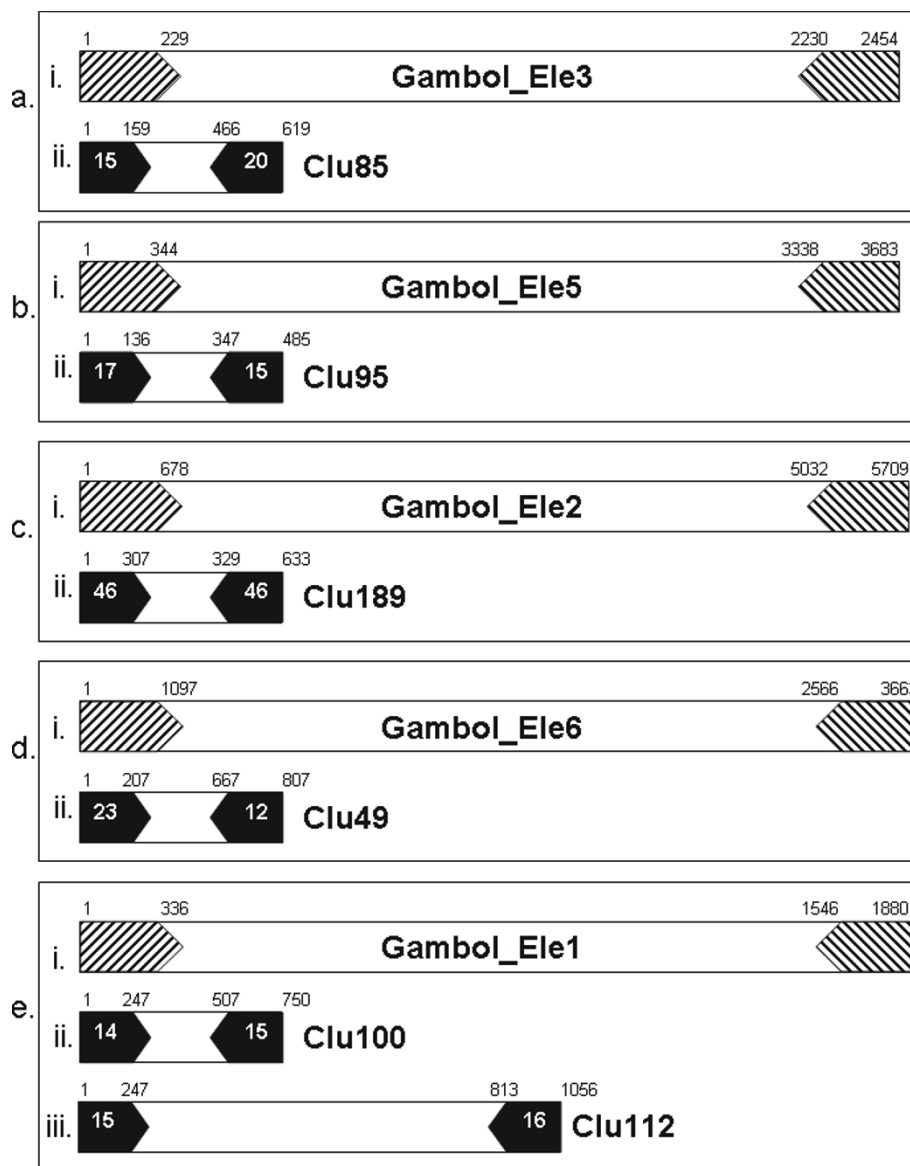 1 229 2230 2454
a. i. Gambol_Ele3
1 159 466 619
ii. 15 20 Clu85
1 344 3338 3683
b. i. Gambol_Ele5
1 136 347 485
ii. 17 15 Clu95
1 678 5032 5709
c. i. Gambol_Ele2
1 307 329 633
ii. 46 46 Clu189
1 1097 2566 3663
d. i. Gambol_Ele6
1 207 667 807
ii. 23 12 Clu49
1 336 1546 1880
i. Gambol_Ele1
e. 1 247 507 750
ii. 14 15 Clu100
1 247 813 1056
iii. 15 16 Clu112